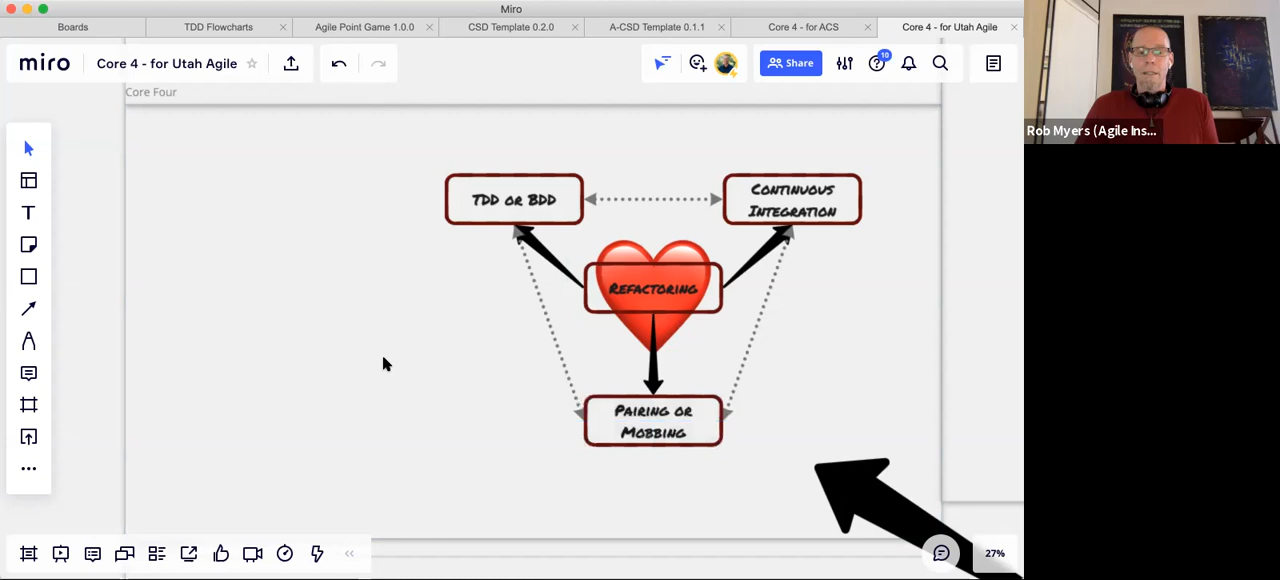 Miro
Boards
TDD Flowcharts
Agile Point Game 1.0.0
CSD Template 0.2.0
A-CSD Template 0.1.1
Core 4 - for ACS
Core 4 - for Utah Agile
miro
Core 4 - for Utah Agile
Share
10
Core Four
Rob Myers (Agile Ins...
TDD or BDD
Continuous
Integration
Refactoring
Pairing or
Mobbing
27%